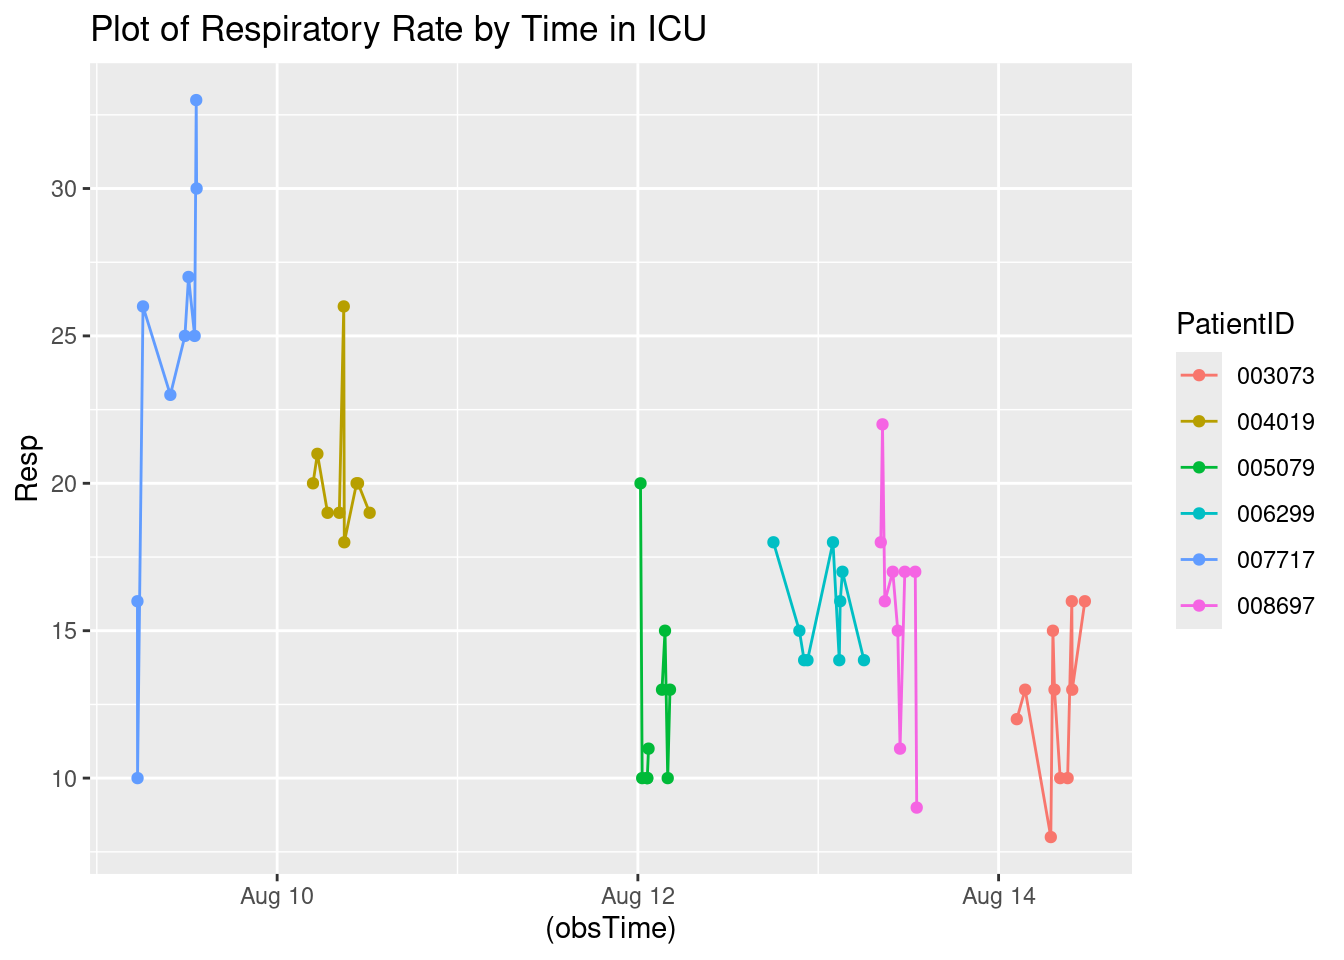 Plot of Respiratory Rate by Time in ICU
Resp
30
25
20
15
10
Aug 10
Aug 12
Aug 14
(obsTime)
PatientID
003073
004019
005079
006299
007717
008697